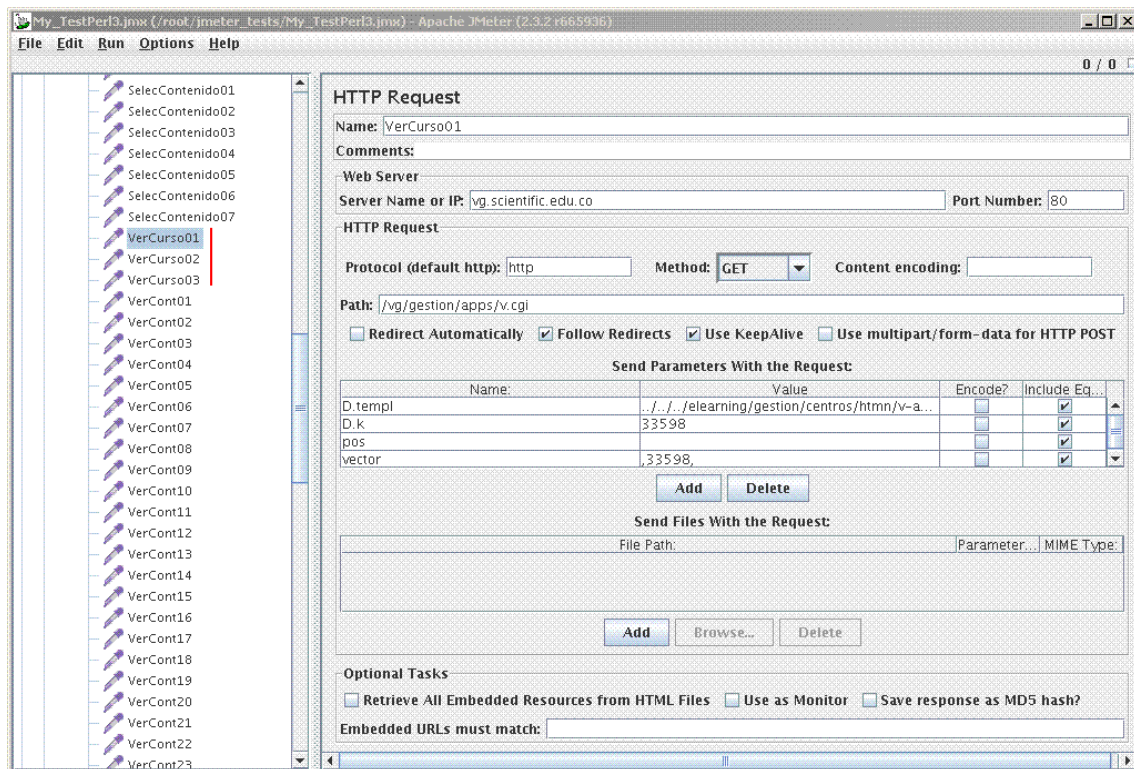 My_TestPerl3.jmx (/root/jmeter_tests/My_TestPerl3.jmx) - Apache JMeter (2.3.2 r665936)
File Edit Run Options Help
0 / 0
SelecContenido01
SelecContenido02
SelecContenido03
SelecContenido04
SelecContenido05
SelecContenido06
SelecContenido07
VerCurso01
VerCurso02
VerCurso03
VerCont01
VerCont02
VerCont03
VerCont04
VerCont05
VerCont06
VerCont07
VerCont08
VerCont09
VerCont10
VerCont11
VerCont12
VerCont13
VerCont14
VerCont15
VerCont16
VerCont17
VerCont18
VerCont19
VerCont20
VerCont21
VerCont22
VerCont23
HTTP Request
Name: VerCurso01
Comments:
Web Server
Server Name or IP: vg.scientific.edu.co Port Number: 80
HTTP Request
Protocol (default http): http Method: GET Content encoding:
Path: /vg/gestion/apps/v.cgi
Redirect Automatically Follow Redirects Use KeepAlive Use multipart/form-data for HTTP POST
Send Parameters With the Request:
Name: Value Encode? Include Eq...
D.templ ../../../elearning/gestion/centros/htmn/v-a...
D.k 33598
pos
vector ,33598,
Add Delete
Send Files With the Request:
File Path: Parameter... MIME Type:
Add Browse... Delete
Optional Tasks
Retrieve All Embedded Resources from HTML Files Use as Monitor Save response as MD5 hash?
Embedded URLs must match: